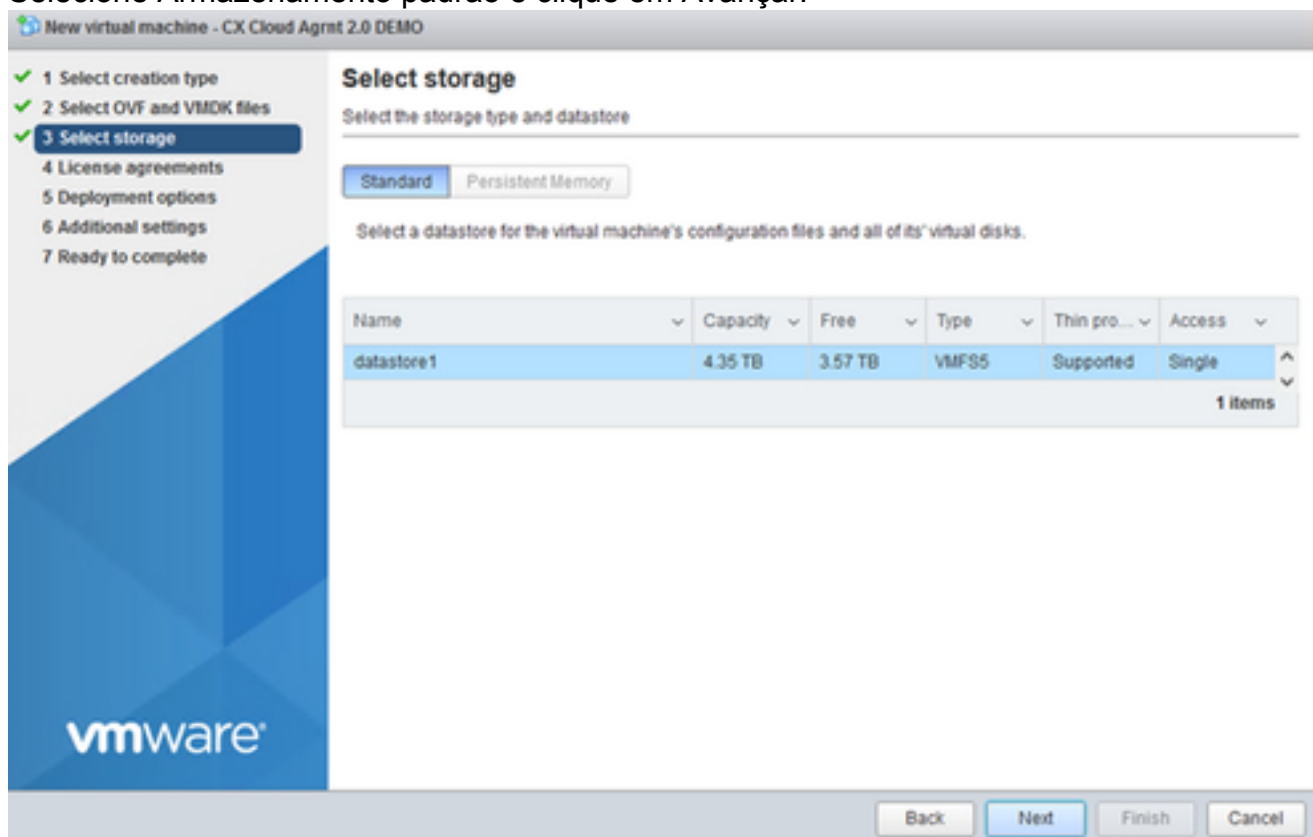 Selecione Armazenamento padrão e clique em Avançar.
New virtual machine - CX Cloud Agrnt 2.0 DEMO
1 Select creation type
2 Select OVF and VMDK files
3 Select storage
4 License agreements
5 Deployment options
6 Additional settings
7 Ready to complete
Select storage
Select the storage type and datastore
Standard Persistent Memory
Select a datastore for the virtual machine's configuration files and all of its' virtual disks.
Name Capacity Free Type Thin pro... Access
datastore1 4.35 TB 3.57 TB VMFS5 Supported Single
1 items
vmware
Back Next Finish Cancel